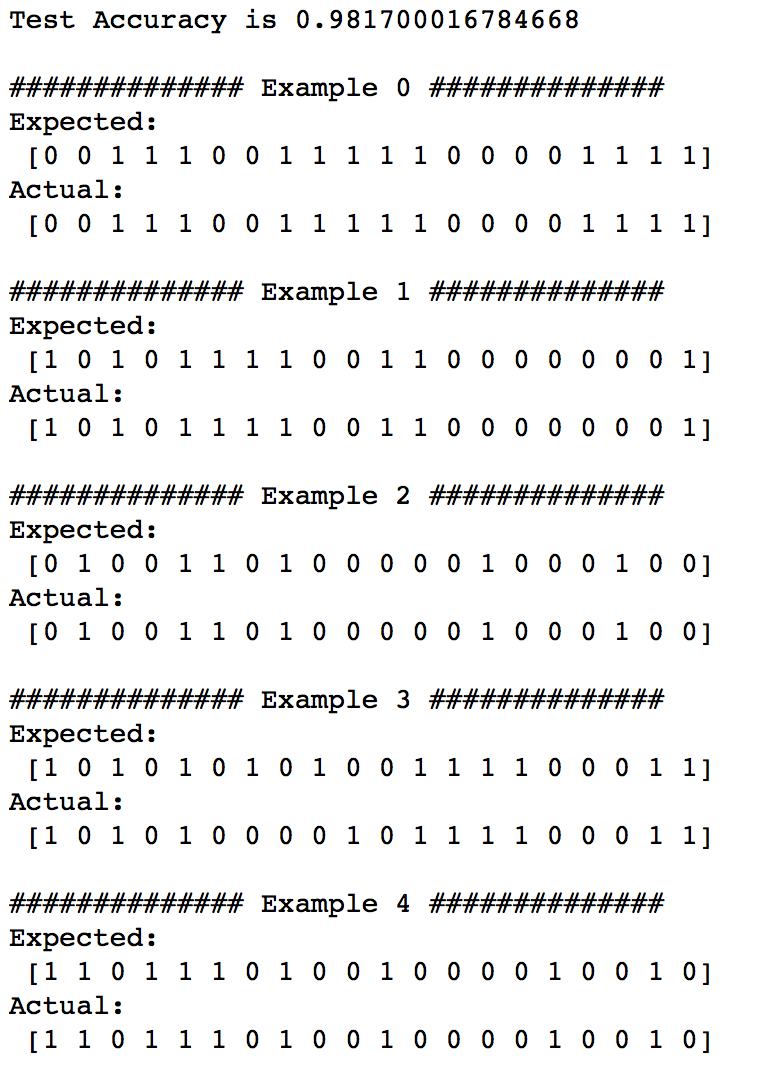 Test Accuracy is 0.981700016784668
############## Example 0 ##############
Expected:
[0 0 1 1 1 0 0 1 1 1 1 1 0 0 0 0 1 1 1 1]
Actual:
[0 0 1 1 1 0 0 1 1 1 1 1 0 0 0 0 1 1 1 1]
############## Example 1 ##############
Expected:
[1 0 1 0 1 1 1 1 0 0 1 1 0 0 0 0 0 0 0 1]
Actual:
[1 0 1 0 1 1 1 1 0 0 1 1 0 0 0 0 0 0 0 1]
############## Example 2 ##############
Expected:
[0 1 0 0 1 1 0 1 0 0 0 0 0 1 0 0 0 1 0 0]
Actual:
[0 1 0 0 1 1 0 1 0 0 0 0 0 1 0 0 0 1 0 0]
############## Example 3 ##############
Expected:
[1 0 1 0 1 0 1 0 1 0 0 1 1 1 1 0 0 0 1 1]
Actual:
[1 0 1 0 1 0 0 0 0 1 0 1 1 1 1 0 0 0 1 1]
############## Example 4 ##############
Expected:
[1 1 0 1 1 1 0 1 0 0 1 0 0 0 0 1 0 0 1 0]
Actual:
[1 1 0 1 1 1 0 1 0 0 1 0 0 0 0 1 0 0 1 0]